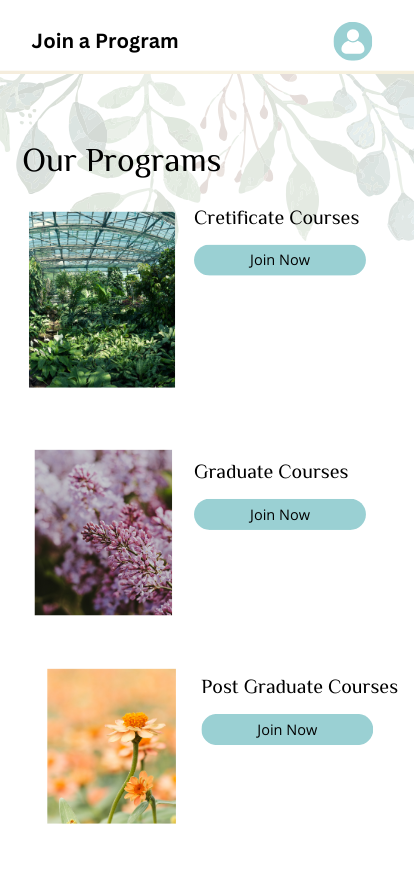 Join a Program
Our Programs
Cretificate Courses
Join Now
Graduate Courses
Join Now
Post Graduate Courses
Join Now